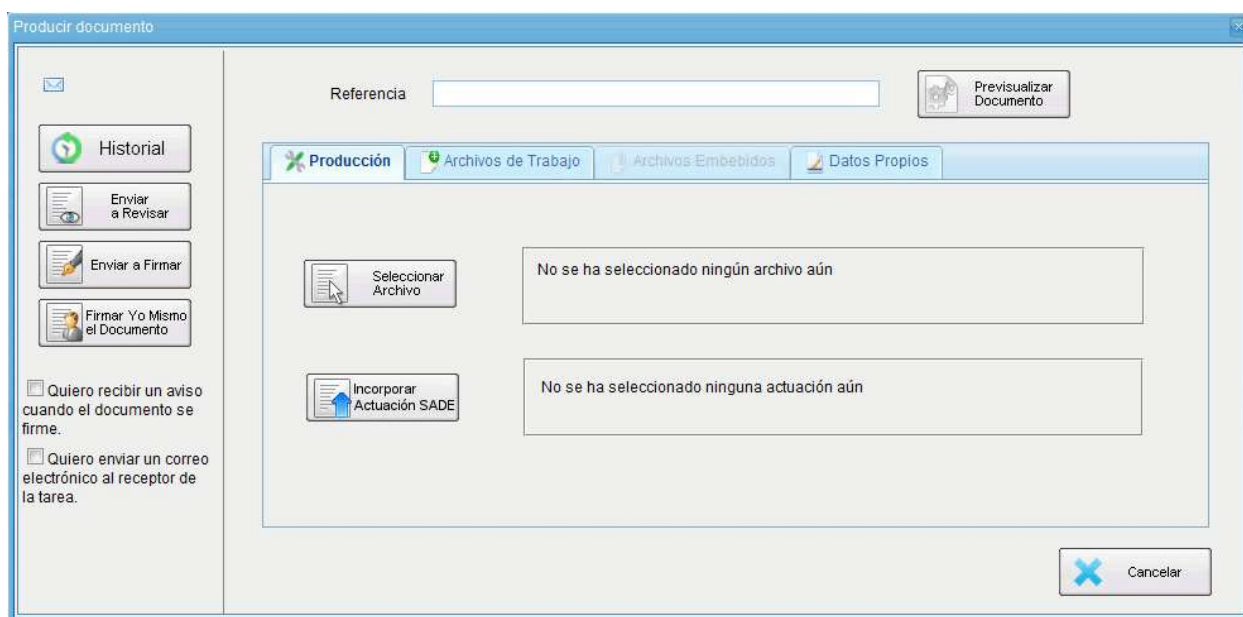 Producir documento
Referencia
Previsualizar
Documento
Historial
Enviar
a Revisar
Enviar a Firmar
Firmar Yo Mismo
el Documento
Quiero recibir un aviso
cuando el documento se
firme.
Quiero enviar un correo
electrónico al receptor de
la tarea.
Producción
Archivos de Trabajo
Archivos Embebidos
Datos Propios
Seleccionar
Archivo
No se ha seleccionado ningún archivo aún
Incorporar
Actuación SADE
No se ha seleccionado ninguna actuación aún
Cancelar